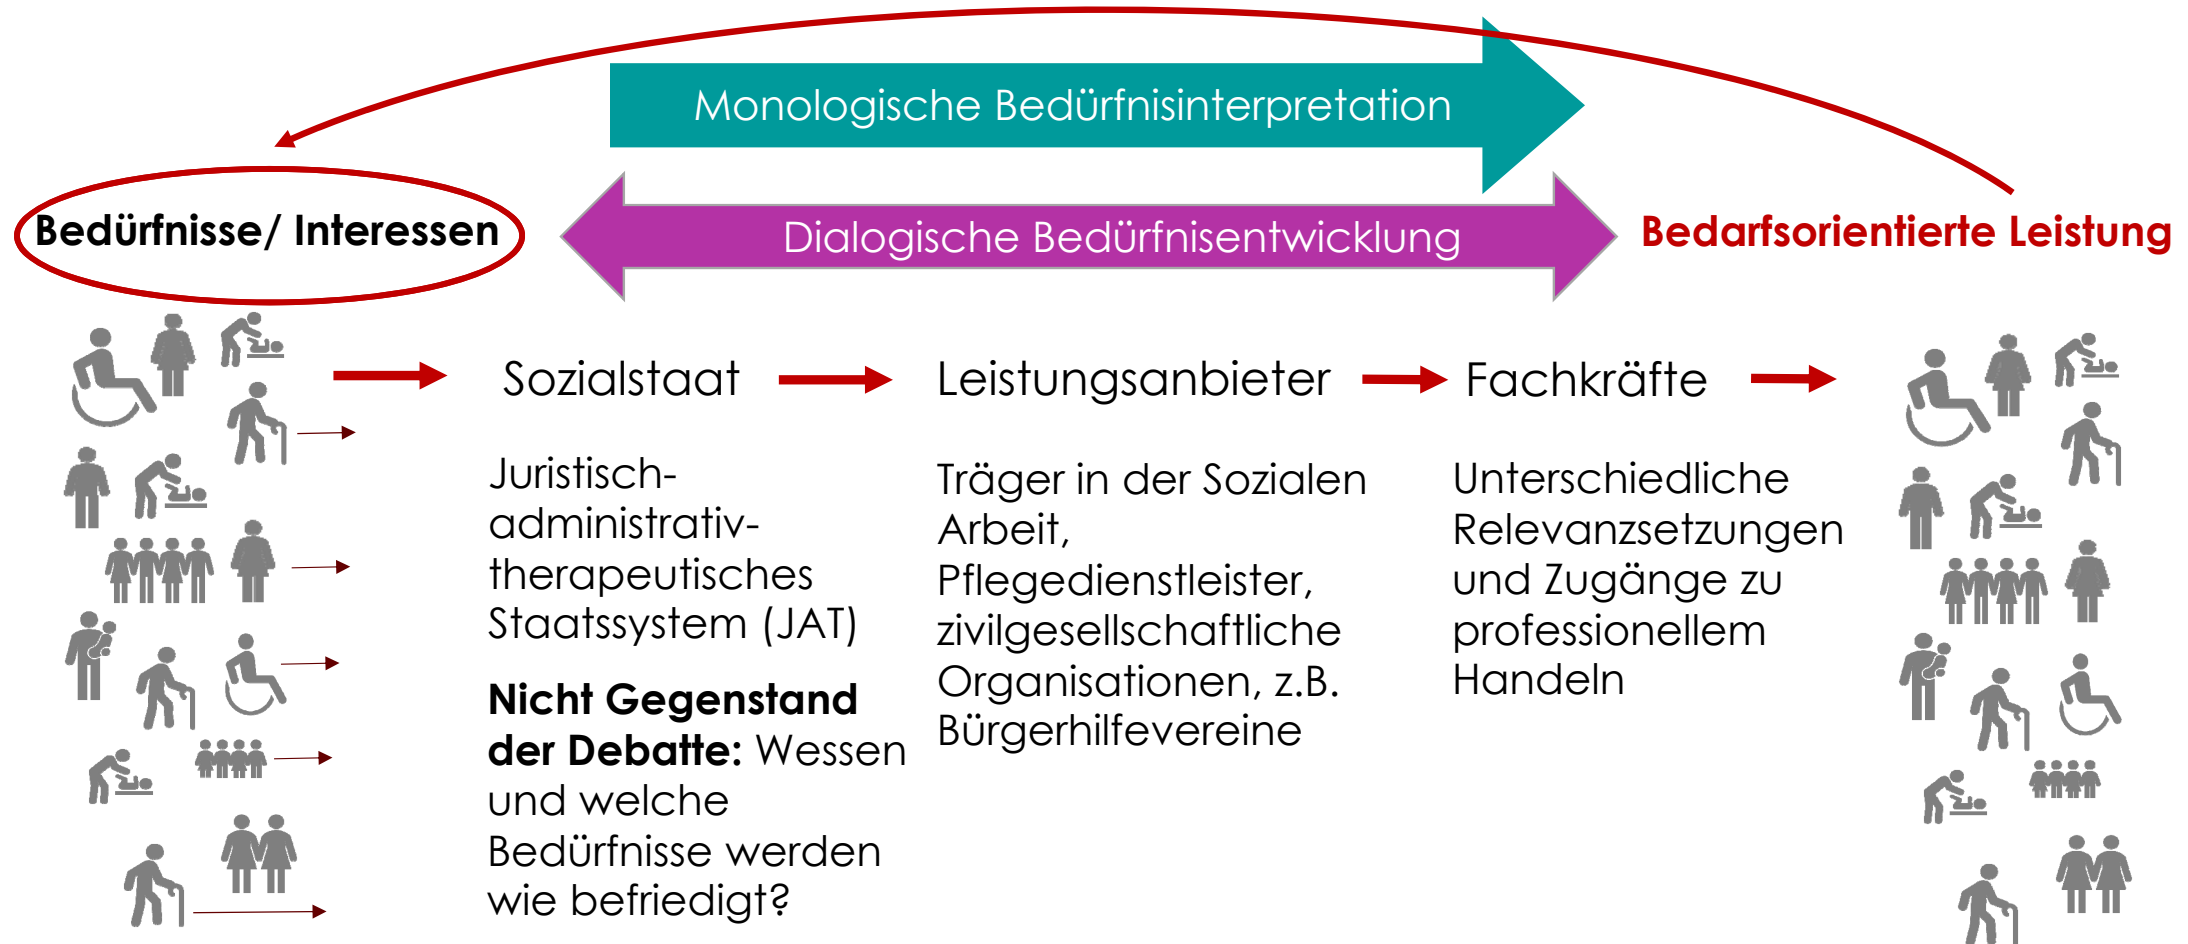 Monologische Bedürfnisinterpretation
Bedürfnisse/ Interessen
Dialogische Bedürfnisentwicklung
Bedarfsorientierte Leistung
Sozialstaat
Juristisch-
administrativ-
therapeutisches
Staatssystem (JAT)
Nicht Gegenstand
der Debatte: Wessen
und welche
Bedürfnisse werden
wie befriedigt?
Leistungsanbieter
Träger in der Sozialen
Arbeit,
Pflegedienstleister,
zivilgesellschaftliche
Organisationen, z.B.
Bürgerhilfevereine
Fachkräfte
Unterschiedliche
Relevanzsetzungen
und Zugänge zu
professionellem
Handeln